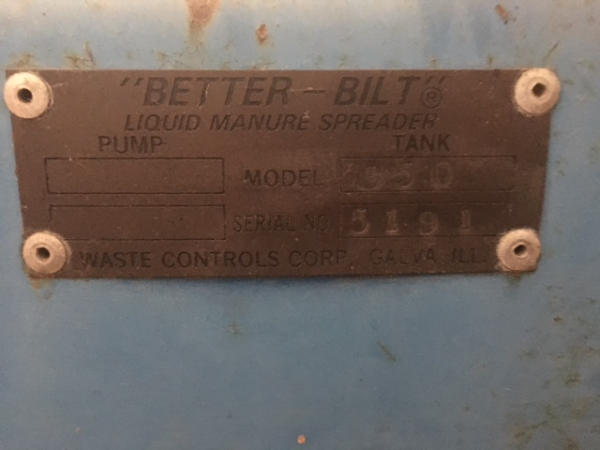 "BETTER-BILT"®
LIQUID MANURE SPREADER
PUMP TANK
MODEL
SERIAL NO 5191
WASTE CONTROLS CORP. GALVA, ILL.